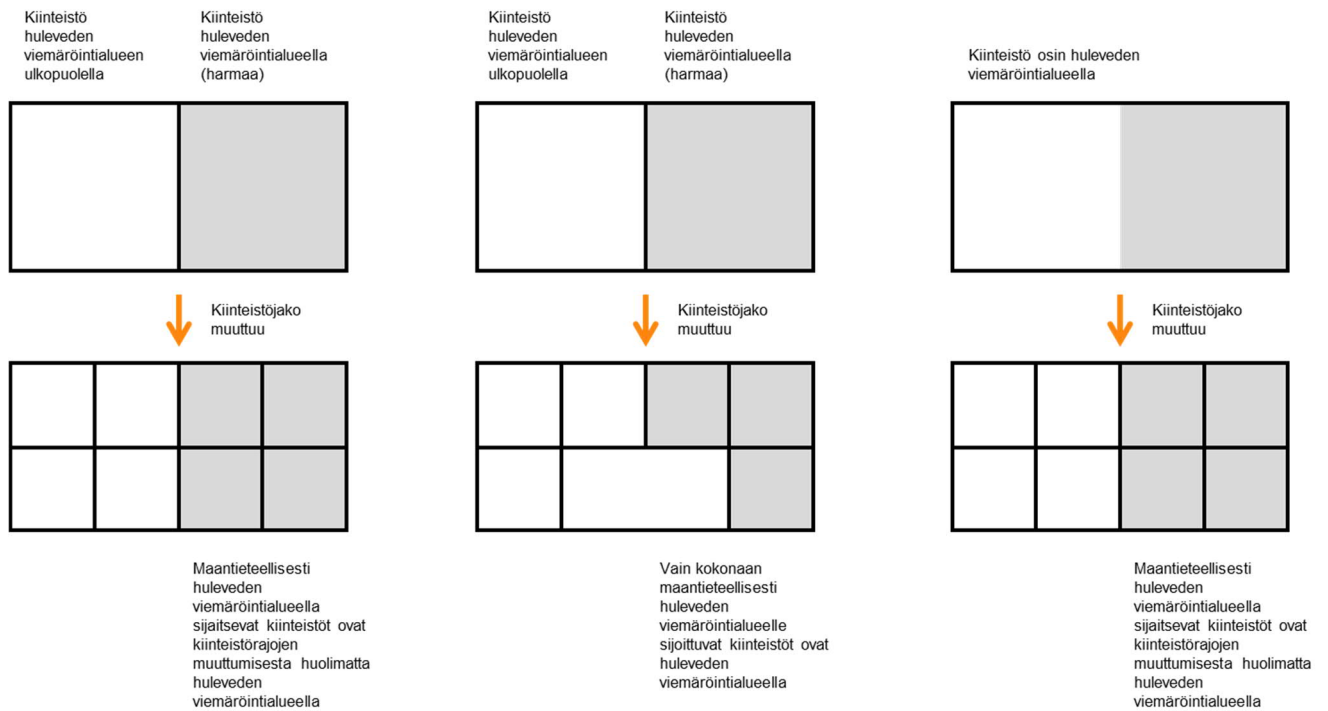 Kiinteistö
huleveden
viemäröintialueen
ulkopuolella
Kiinteistö
huleveden
viemäröintialueella
(harmaa)
Kiinteistö
huleveden
viemäröintialueen
ulkopuolella
Kiinteistö
huleveden
viemäröintialueella
(harmaa)
Kiinteistö osin huleveden
viemäröintialueella
Kiinteistöjako
muuttuu
Kiinteistöjako
muuttuu
Kiinteistöjako
muuttuu
Maantieteellisesti
huleveden
viemäröintialueella
sijaitsevat kiinteistöt ovat
kiinteistörajojen
muuttumisesta huolimatta
huleveden
viemäröintialueella
Vain kokonaan
maantieteellisesti
huleveden
viemäröintialueelle
sijoittuvat kiinteistöt ovat
huleveden
viemäröintialueella
Maantieteellisesti
huleveden
viemäröintialueella
sijaitsevat kiinteistöt ovat
kiinteistörajojen
muuttumisesta huolimatta
huleveden
viemäröintialueella